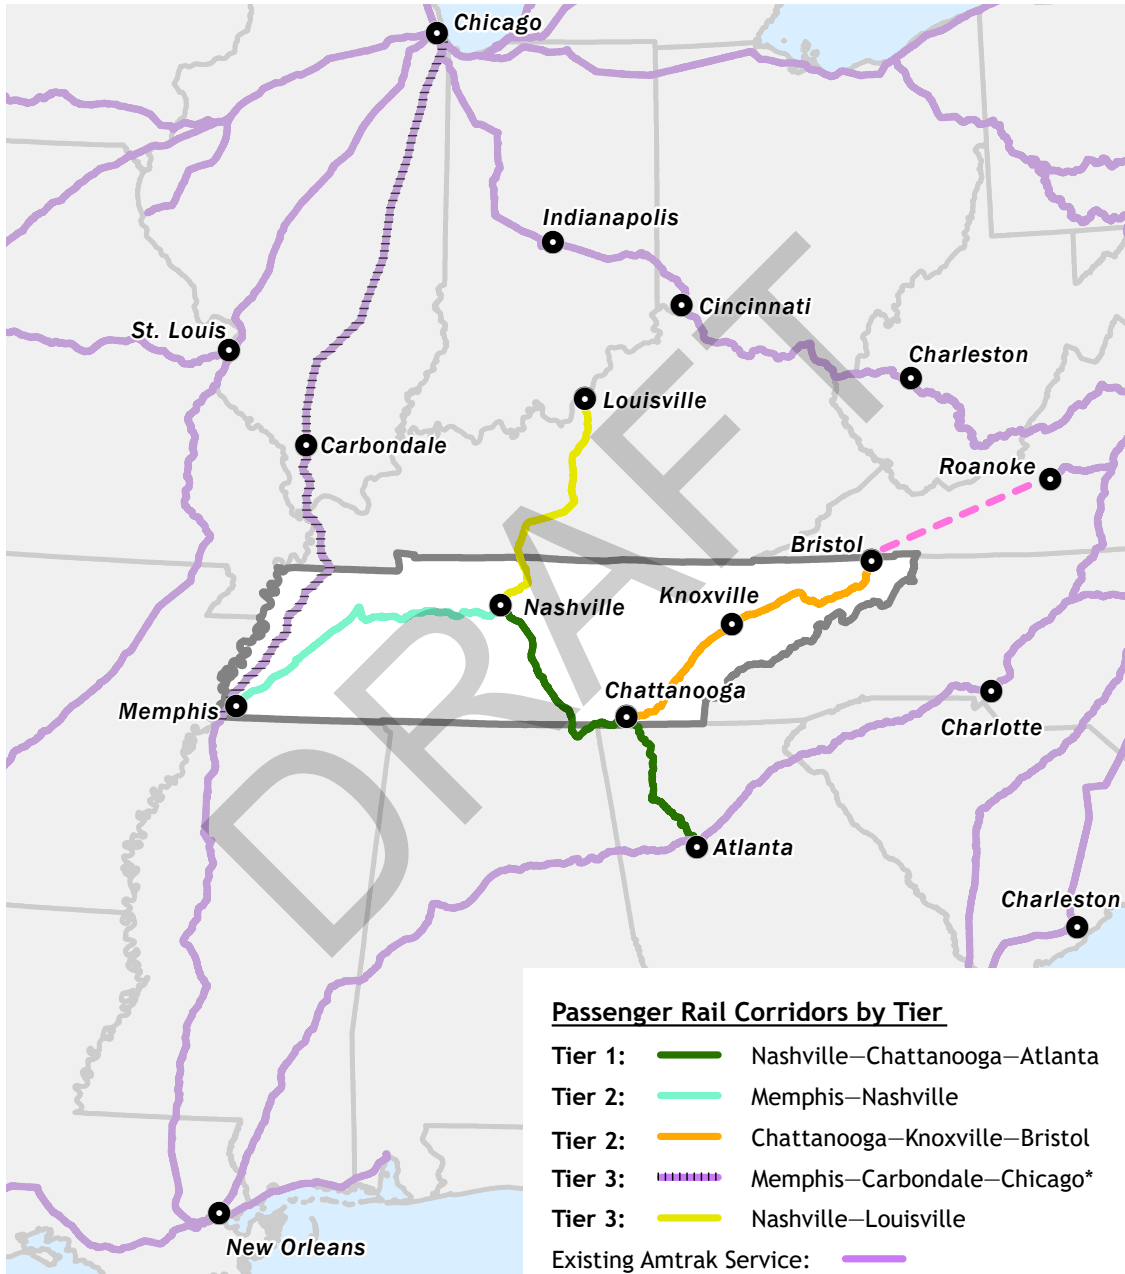 Chicago
Indianapolis
Cincinnati
St. Louis
Charleston
Louisville
Carbondale
Roanoke
Bristol
Knoxville
Nashville
Chattanooga
Memphis
Charlotte
Atlanta
Charleston
New Orleans
DRAFT
Passenger Rail Corridors by Tier
Tier 1: Nashville—Chattanooga—Atlanta
Tier 2: Memphis—Nashville
Tier 2: Chattanooga—Knoxville—Bristol
Tier 3: Memphis—Carbondale—Chicago*
Tier 3: Nashville—Louisville
Existing Amtrak Service: